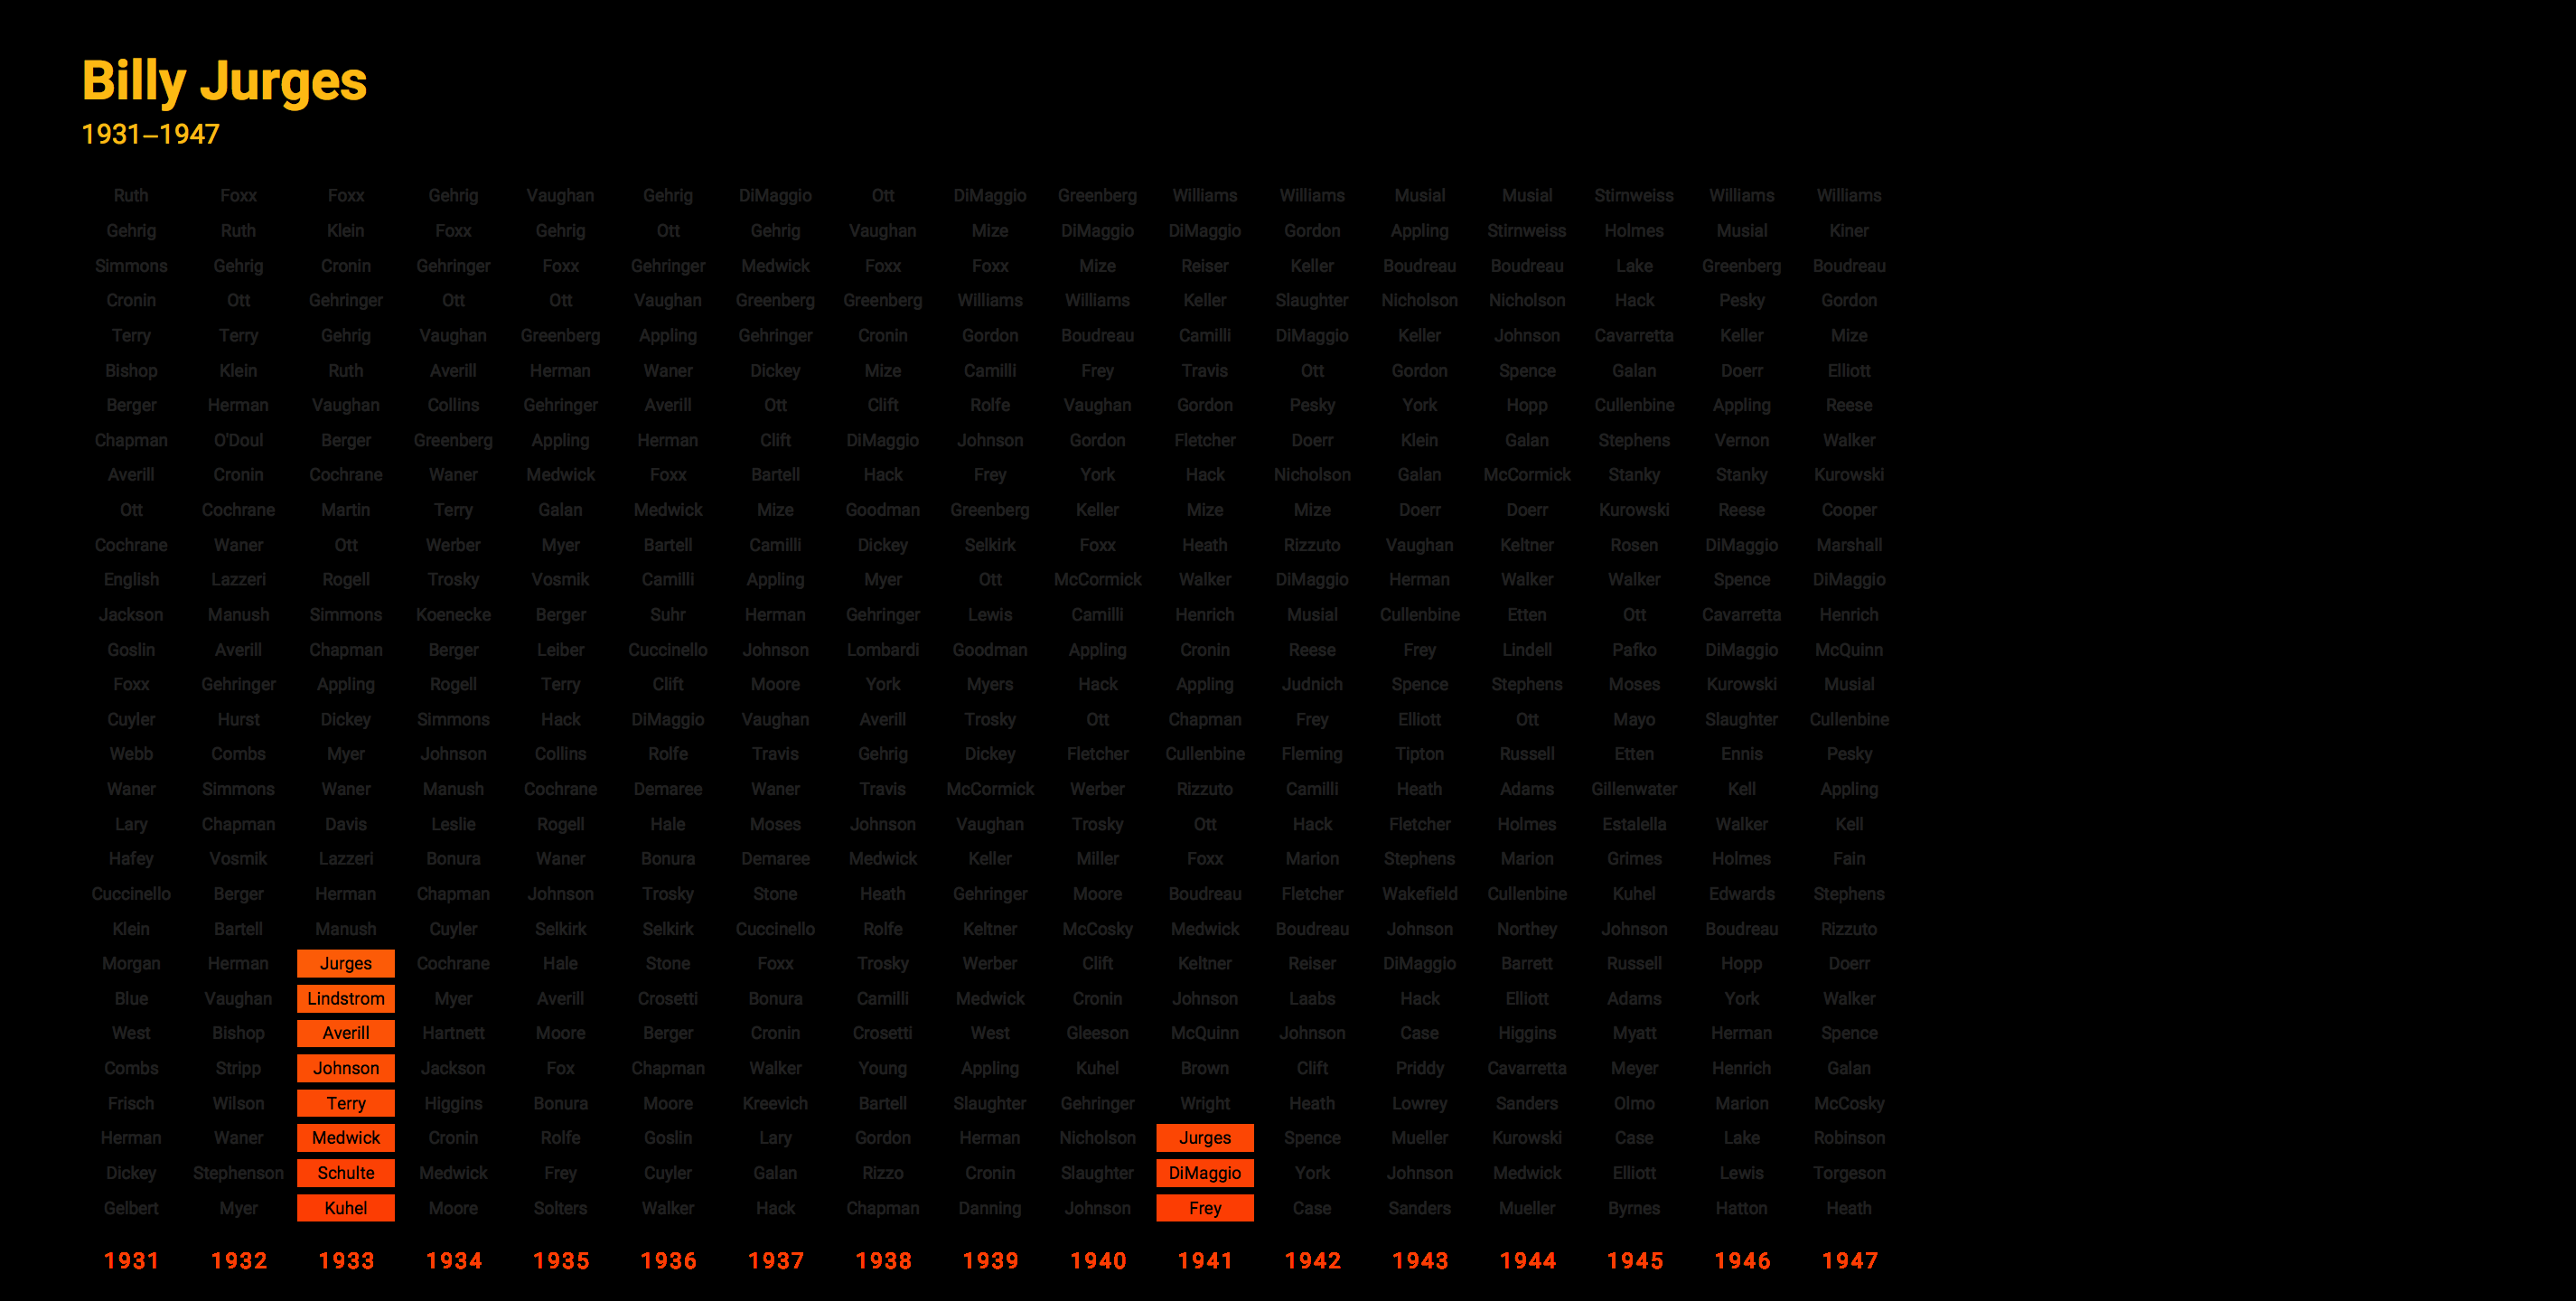 Billy Jurges
1931–1947
Ruth Foxx Foxx Gehrig Vaughan Gehrig DiMaggio Ott DiMaggio Greenberg Williams Williams Musial Musial Stirnweiss Williams Williams
Gehrig Ruth Klein Foxx Gehrig Ott Gehrig Vaughan Mize DiMaggio DiMaggio Gordon Appling Stirnweiss Holmes Musial Kiner
Simmons Gehrig Cronin Gehringer Foxx Gehringer Medwick Foxx Foxx Mize Reiser Keller Boudreau Boudreau Lake Greenberg Boudreau
Cronin Ott Gehringer Ott Ott Vaughan Greenberg Greenberg Williams Williams Keller Slaughter Nicholson Nicholson Hack Pesky Gordon
Terry Terry Gehrig Vaughan Greenberg Appling Gehringer Cronin Gordon Boudreau Camilli DiMaggio Keller Johnson Cavarretta Keller Mize
Bishop Klein Ruth Averill Herman Waner Dickey Mize Camilli Frey Travis Ott Gordon Spence Galan Doerr Elliott
Berger Herman Vaughan Collins Gehringer Averill Ott Clift Rolfe Vaughan Gordon Pesky York Hopp Cullenbine Appling Reese
Chapman O'Doul Berger Greenberg Appling Herman Clift DiMaggio Johnson Gordon Fletcher Doerr Klein Galan Stephens Vernon Walker
Averill Cronin Cochrane Waner Medwick Foxx Bartell Hack Frey York Hack Nicholson Galan McCormick Stanky Stanky Kurowski
Ott Cochrane Martin Terry Galan Medwick Mize Goodman Greenberg Keller Mize Mize Doerr Doerr Kurowski Reese Cooper
Cochrane Waner Ott Werber Myer Bartell Camilli Dickey Selkirk Foxx Heath Rizzuto Vaughan Keltner Rosen DiMaggio Marshall
English Lazzeri Rogell Trosky Vosmik Camilli Appling Myer Ott McCormick Walker DiMaggio Herman Walker Walker Spence DiMaggio
Jackson Manush Simmons Koenecke Berger Suhr Herman Gehringer Lewis Camilli Henrich Musial Cullenbine Etten Ott Cavarretta Henrich
Goslin Averill Chapman Berger Leiber Cuccinello Johnson Lombardi Goodman Appling Cronin Reese Frey Lindell Pafko DiMaggio McQuinn
Foxx Gehringer Appling Rogell Terry Clift Moore York Myers Hack Appling Judnich Spence Stephens Moses Kurowski Musial
Cuyler Hurst Dickey Simmons Hack DiMaggio Vaughan Averill Trosky Ott Chapman Frey Elliott Ott Mayo Slaughter Cullenbine
Webb Combs Myer Johnson Collins Rolfe Travis Gehrig Dickey Fletcher Cullenbine Fleming Tipton Russell Etten Ennis Pesky
Waner Simmons Waner Manush Cochrane Demaree Waner Travis McCormick Werber Rizzuto Camilli Heath Adams Gillenwater Kell Appling
Lary Chapman Davis Leslie Rogell Hale Moses Johnson Vaughan Trosky Ott Hack Fletcher Holmes Estalella Walker Kell
Hafey Vosmik Lazzeri Bonura Waner Bonura Demaree Medwick Keller Miller Foxx Marion Stephens Marion Grimes Holmes Fain
Cuccinello Berger Herman Chapman Johnson Trosky Stone Heath Gehringer Moore Boudreau Fletcher Wakefield Cullenbine Kuhel Edwards Stephens
Klein Bartell Manush Cuyler Selkirk Selkirk Cuccinello Rolfe Keltner McCosky Medwick Boudreau Johnson Northey Johnson Boudreau Rizzuto
Morgan Herman Jurges Cochrane Hale Stone Foxx Trosky Werber Clift Keltner Reiser DiMaggio Barrett Russell Hopp Doerr
Blue Vaughan Lindstrom Myer Averill Crosetti Bonura Camilli Medwick Cronin Johnson Laabs Hack Elliott Adams York Walker
West Bishop Averill Hartnett Moore Berger Cronin Crosetti West Gleeson McQuinn Johnson Case Higgins Myatt Herman Spence
Combs Stripp Johnson Jackson Fox Chapman Walker Young Appling Kuhel Brown Clift Priddy Cavarretta Meyer Henrich Galan
Frisch Wilson Terry Higgins Bonura Moore Kreevich Bartell Slaughter Gehringer Wright Heath Lowrey Sanders Olmo Marion McCosky
Herman Waner Medwick Cronin Rolfe Goslin Lary Gordon Herman Nicholson Jurges Spence Mueller Kurowski Case Lake Robinson
Dickey Stephenson Schulte Medwick Frey Cuyler Galan Rizzo Cronin Slaughter DiMaggio York Johnson Medwick Elliott Lewis Torgeson
Gelbert Myer Kuhel Moore Solters Walker Hack Chapman Danning Johnson Frey Case Sanders Mueller Byrnes Hatton Heath
1931 1932 1933 1934 1935 1936 1937 1938 1939 1940 1941 1942 1943 1944 1945 1946 1947